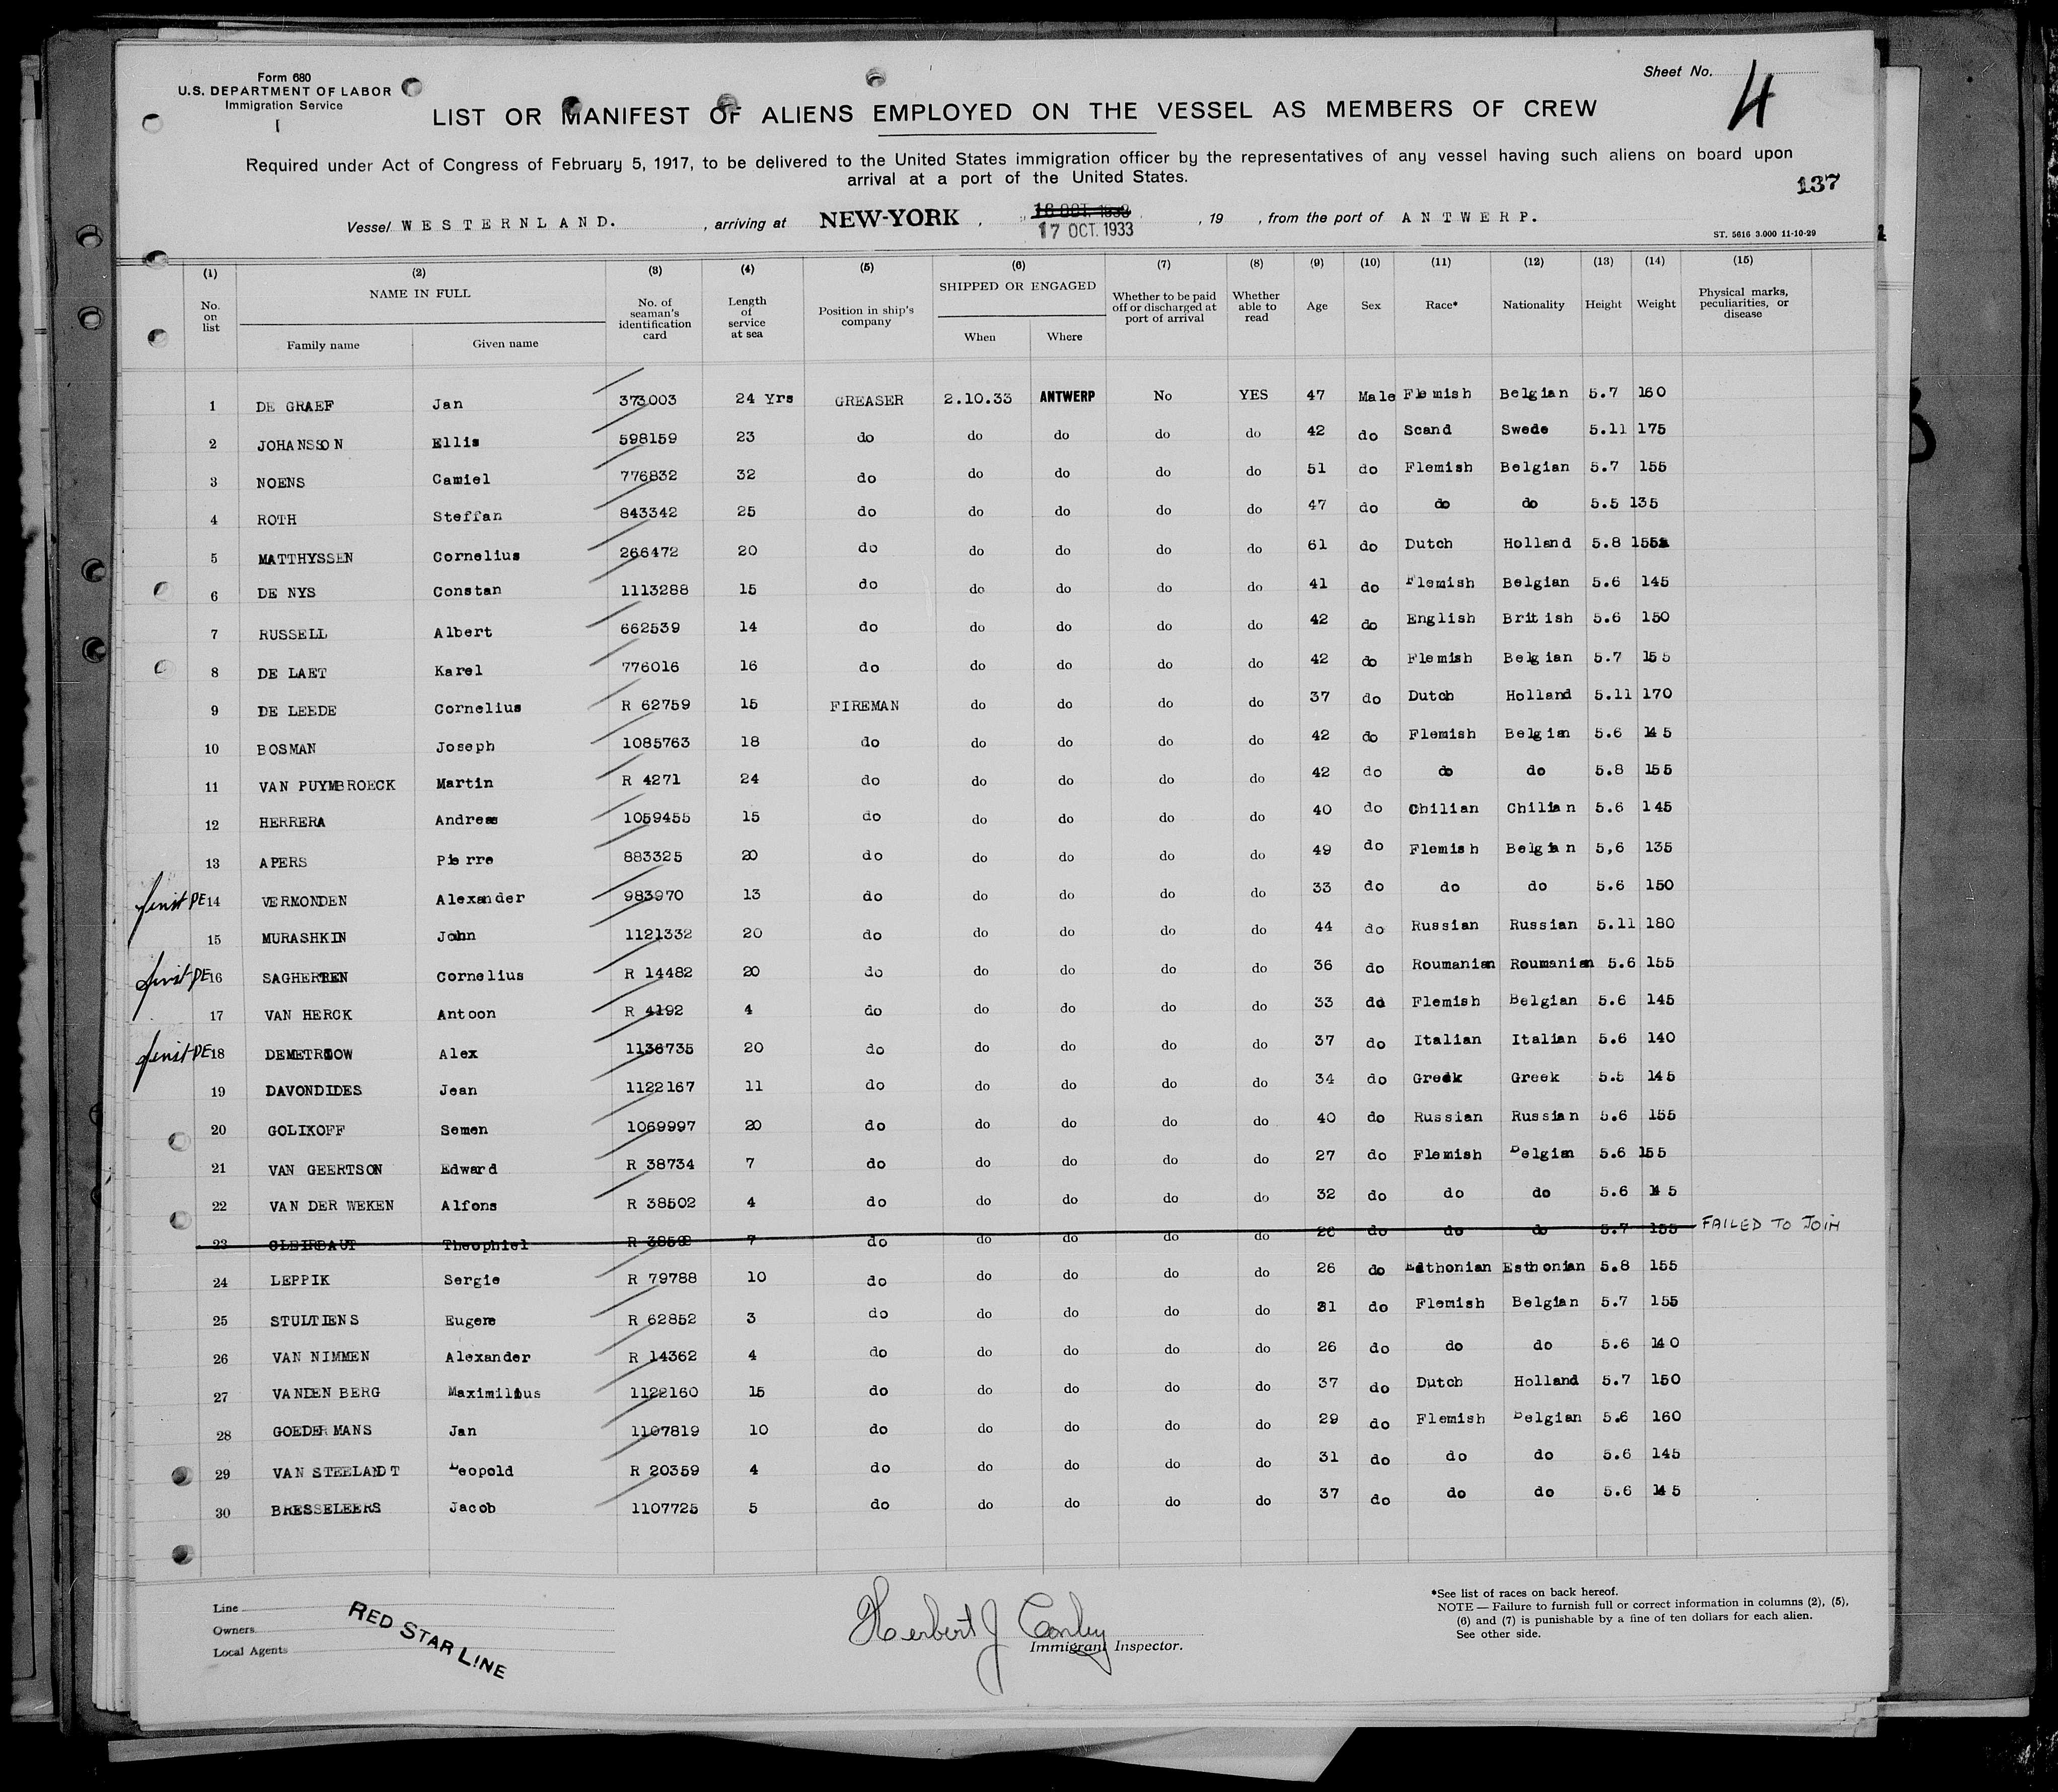 Form 680
U.S. DEPARTMENT OF LABOR
Immigration Service
Sheet No. 4
LIST OR MANIFEST OF ALIENS EMPLOYED ON THE VESSEL AS MEMBERS OF CREW
Required under Act of Congress of February 5, 1917, to be delivered to the United States immigration officer by the representatives of any vessel having such aliens on board upon
arrival at a port of the United States.
137
Vessel WESTERNLAND. , arriving at NEW-YORK , 16 OCT. 1933 , 19 , from the port of ANTWERP.
17 OCT. 1933
ST. 5616 3.000 11-10-29
(1) (2) (3) (4) (5) (6) (7) (8) (9) (10) (11) (12) (13) (14) (15)
No. on list NAME IN FULL Family name Given name No. of seaman's identification card Length of service at sea Position in ship's company SHIPPED OR ENGAGED When Where Whether to be paid off or discharged at port of arrival Whether able to read Age Sex Race* Nationality Height Weight Physical marks, peculiarities, or disease
1 DE GRAEF Jan 373003 24 Yrs GREASER 2.10.33 ANTWERP No YES 47 Male Flemish Belgian 5.7 160
2 JOHANSSON Ellis 598159 23 do do do do do 42 do Scand Swede 5.11 175
3 NOENS Camiel 776832 32 do do do do do 51 do Flemish Belgian 5.7 155
4 ROTH Steffan 843342 25 do do do do do 47 do do do 5.5 135
5 MATTHYSSEN Cornelius 266472 20 do do do do do 61 do Dutch Holland 5.8 155
6 DE NYS Constan 1113288 15 do do do do do 41 do Flemish Belgian 5.6 145
7 RUSSELL Albert 662539 14 do do do do do 42 do English British 5.6 150
8 DE LAET Karel 776016 16 do do do do do 42 do Flemish Belgian 5.7 155
9 DE LEEDE Cornelius R 62759 15 FIREMAN do do do do 37 do Dutch Holland 5.11 170
10 BOSMAN Joseph 1085763 18 do do do do do 42 do Flemish Belgian 5.6 145
11 VAN PUYMBROECK Martin R 4271 24 do do do do do 42 do do do 5.8 155
12 HERRERA Andreas 1059455 15 do do do do do 40 do Chilian Chilian 5.6 145
13 APERS Pierre 883325 20 do do do do do 49 do Flemish Belgian 5,6 135
14 VERMONDEN Alexander 983970 13 do do do do do 33 do do do 5.6 150
15 MURASHKIN John 1121332 20 do do do do do 44 do Russian Russian 5.11 180
16 SAGHERTEN Cornelius R 14482 20 do do do do do 36 do Roumanian Roumanian 5.6 155
17 VAN HERCK Antoon R 4192 4 do do do do do 33 do Flemish Belgian 5.6 145
18 DEMETRIOW Alex 1136735 20 do do do do do 37 do Italian Italian 5.6 140
19 DAVONDIDES Jean 1122167 11 do do do do do 34 do Greek Greek 5.5 145
20 GOLIKOFF Semen 1069997 20 do do do do do 40 do Russian Russian 5.6 155
21 VAN GEERTSON Edward R 38734 7 do do do do do 27 do Flemish Belgian 5.6 155
22 VAN DER WEKEN Alfons R 38502 4 do do do do do 32 do do do 5.6 145
23 Theophiel 7 do do do do do do do do 5.7 155 FAILED TO JOIN
24 LEPPIK Sergie R 79788 10 do do do do do 26 do Esthonian Esthonian 5.8 155
25 STULTIENS Eugene R 62852 3 do do do do do 31 do Flemish Belgian 5.7 155
26 VAN NIMMEN Alexander R 14362 4 do do do do do 26 do do do 5.6 140
27 VANDEN BERG Maximilius 1122160 15 do do do do do 37 do Dutch Holland 5.7 150
28 GOEDERMANS Jan 1107819 10 do do do do do 29 do Flemish Belgian 5.6 160
29 VAN STEELANDT Leopold R 20359 4 do do do do do 31 do do do 5.6 145
30 BRESSELEERS Jacob 1107725 5 do do do do do 37 do do do 5.6 145
Line
Owners
Local Agents
RED STAR LINE
Herbert J Conley
Immigrant Inspector.
*See list of races on back hereof.
NOTE — Failure to furnish full or correct information in columns (2), (5),
(6) and (7) is punishable by a fine of ten dollars for each alien.
See other side.